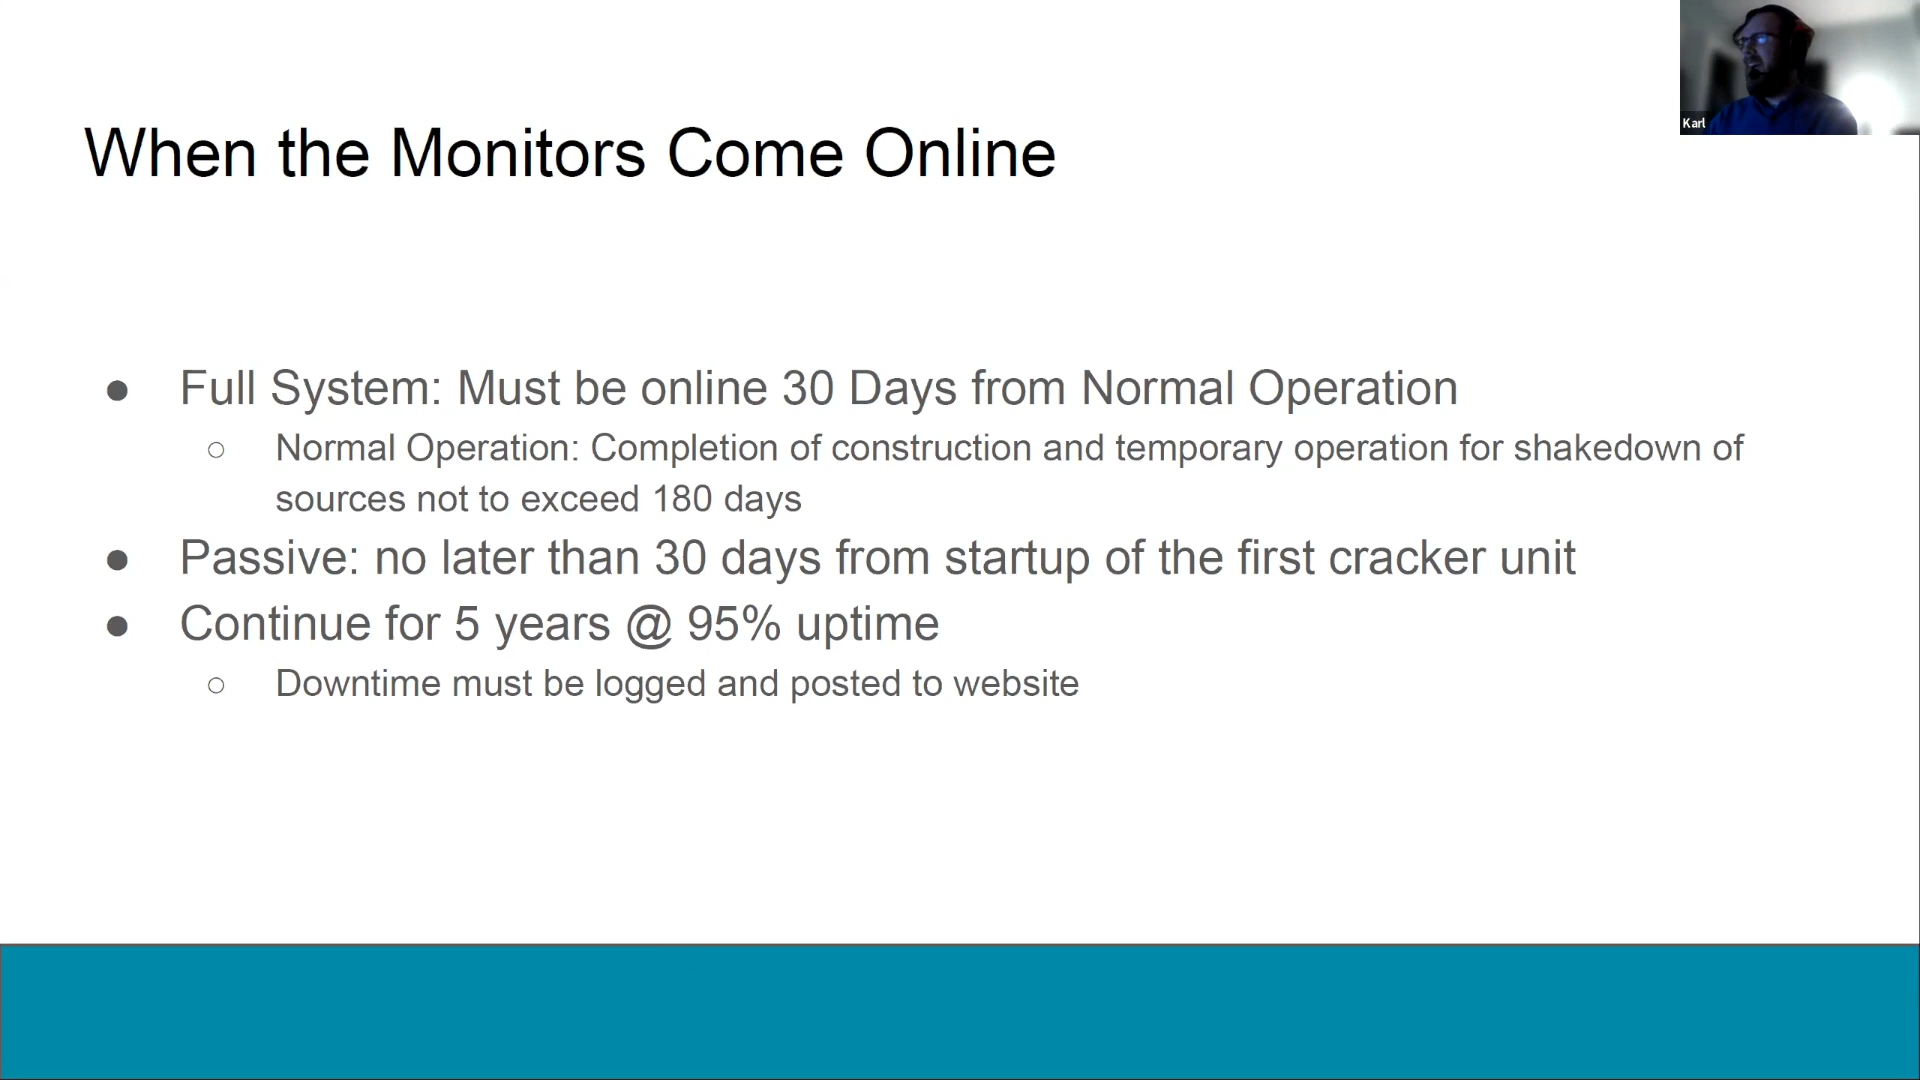 Karl
When the Monitors Come Online
● Full System: Must be online 30 Days from Normal Operation
○ Normal Operation: Completion of construction and temporary operation for shakedown of
sources not to exceed 180 days
● Passive: no later than 30 days from startup of the first cracker unit
● Continue for 5 years @ 95% uptime
○ Downtime must be logged and posted to website